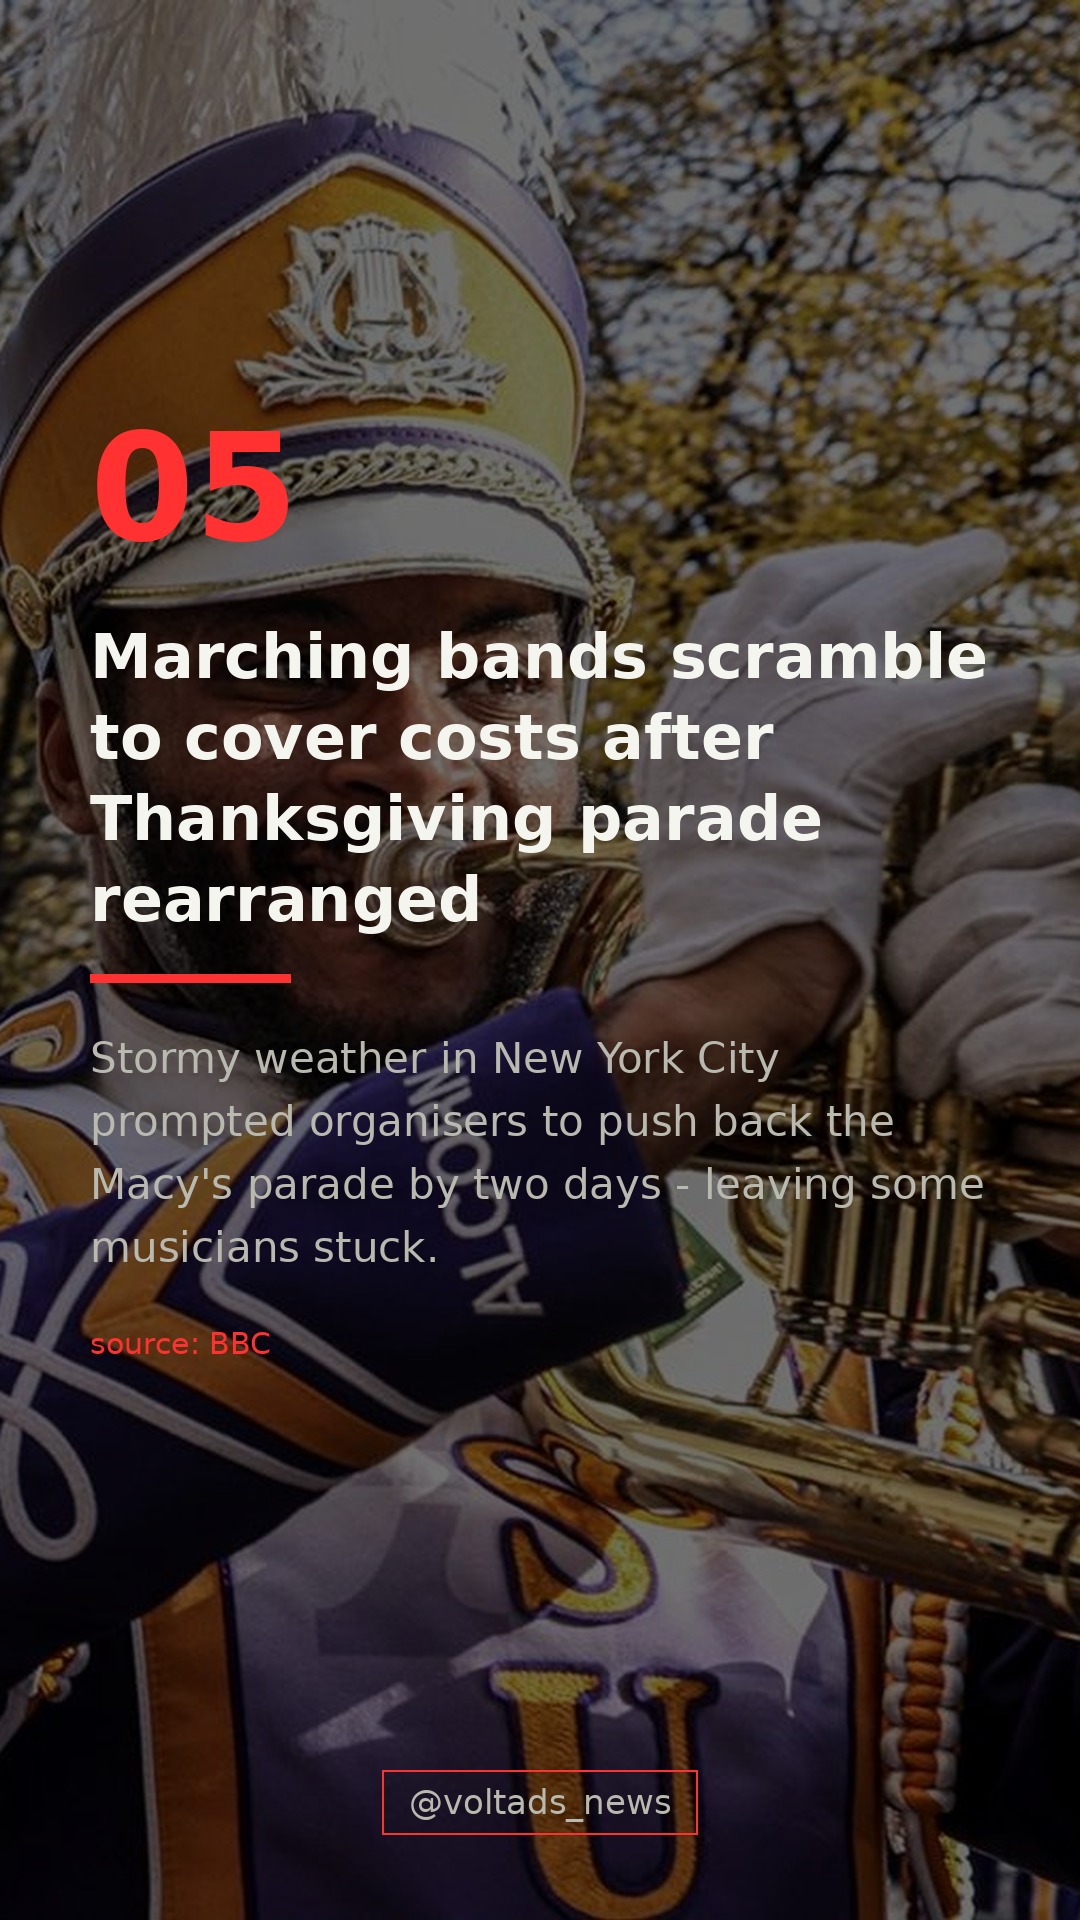 05
Marching bands scramble
to cover costs after
Thanksgiving parade
rearranged
Stormy weather in New York City
prompted organisers to push back the
Macy's parade by two days - leaving some
musicians stuck.
ALCORN
source: BBC
S
U
@voltads_news